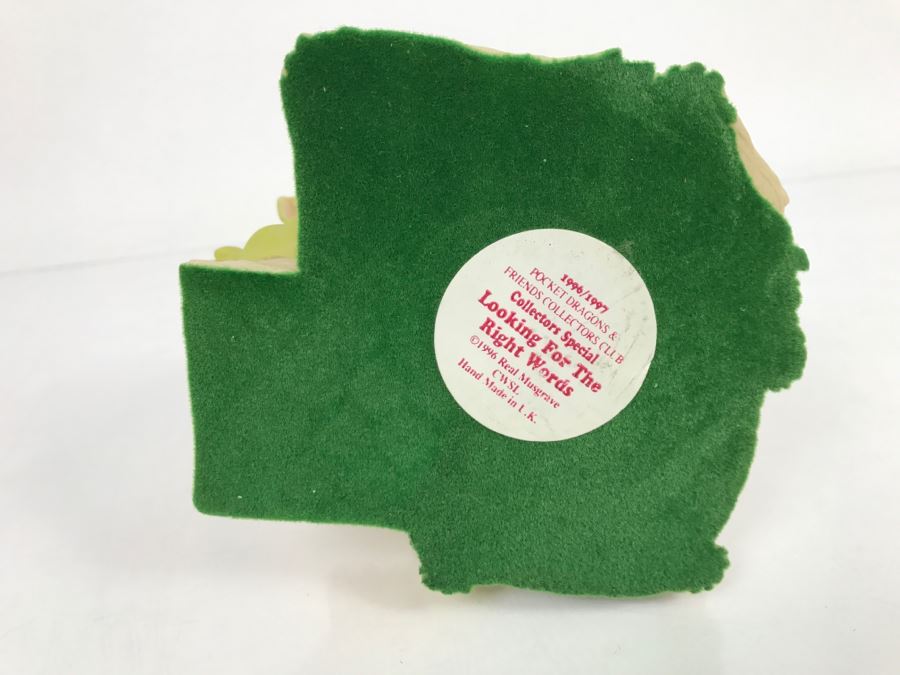 1996/1997
POCKET DRAGONS &
FRIENDS COLLECTORS CLUB
Collectors Special
Looking For The
Right Words
©1996 Real Musgrave
CWSL
Hand Made in U.K.